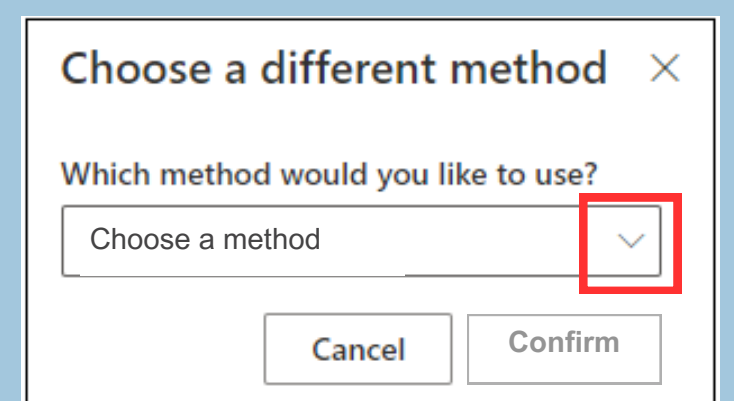 Choose a different method
Which method would you like to use?
Choose a method
Cancel
Confirm